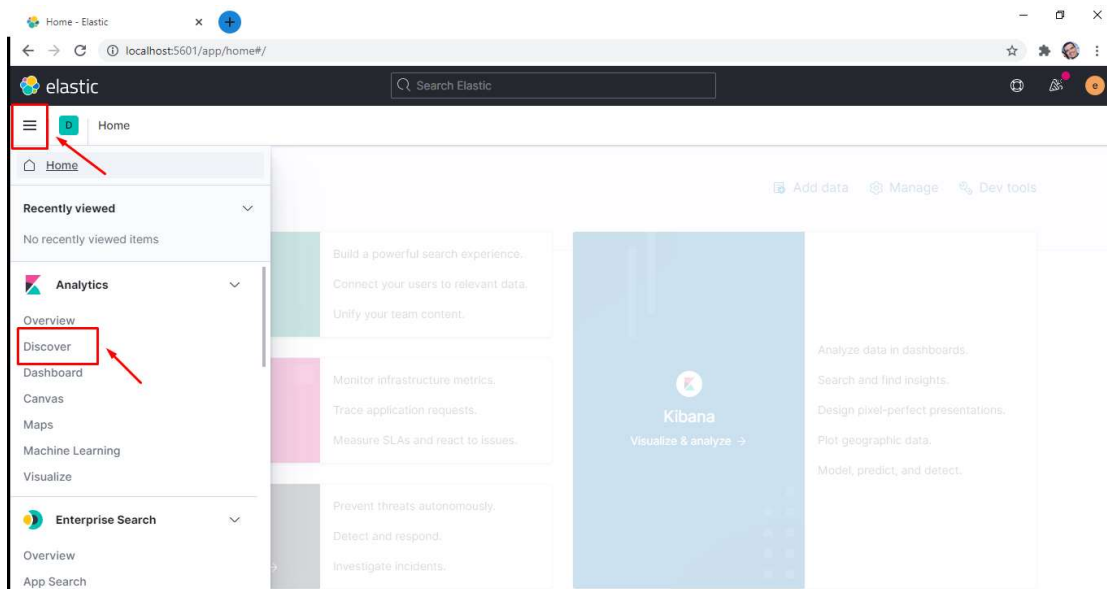 Home - Elastic
localhost:5601/app/home#/
elastic
Search Elastic
e
D
Home
Home
Add data
Manage
Dev tools
Recently viewed
No recently viewed items
Analytics
Overview
Discover
Dashboard
Canvas
Maps
Machine Learning
Visualize
Enterprise Search
Overview
App Search
Build a powerful search experience.
Connect your users to relevant data.
Unify your team content.
Monitor infrastructure metrics.
Trace application requests.
Measure SLAs and react to issues.
Prevent threats autonomously.
Detect and respond.
Investigate incidents.
Kibana
Visualize & analyze →
Analyze data in dashboards.
Search and find insights.
Design pixel-perfect presentations.
Plot geographic data.
Model, predict, and detect.